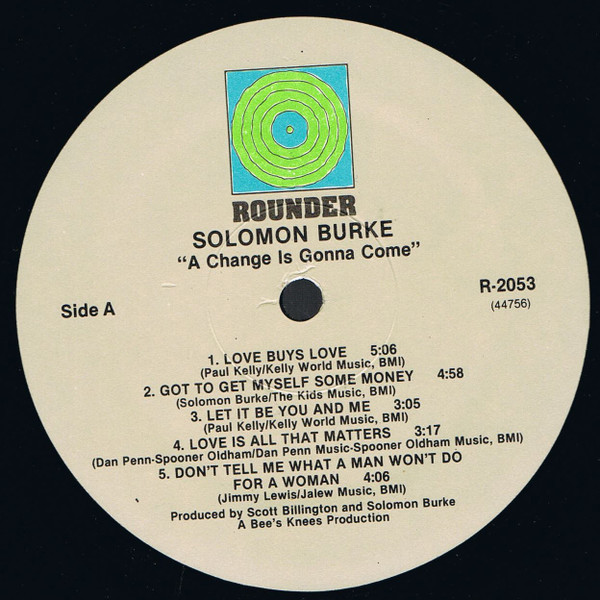 ROUNDER
SOLOMON BURKE
"A Change Is Gonna Come"
Side A
R-2053
(44756)
1. LOVE BUYS LOVE 5:06
(Paul Kelly/Kelly World Music, BMI)
2. GOT TO GET MYSELF SOME MONEY 4:58
(Solomon Burke/The Kids Music, BMI)
3. LET IT BE YOU AND ME 3:05
(Paul Kelly/Kelly World Music, BMI)
4. LOVE IS ALL THAT MATTERS 3:17
(Dan Penn-Spooner Oldham/Dan Penn Music-Spooner Oldham Music, BMI)
5. DON'T TELL ME WHAT A MAN WON'T DO
FOR A WOMAN 4:06
(Jimmy Lewis/Jalew Music, BMI)
Produced by Scott Billington and Solomon Burke
A Bee's Knees Production